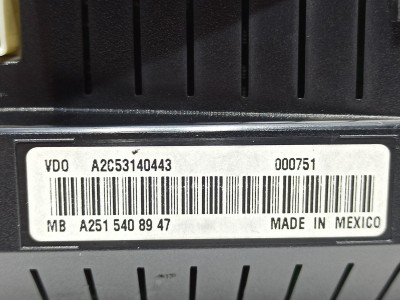 VDO A2C53140443 000751
MB A251 540 89 47 MADE IN MEXICO